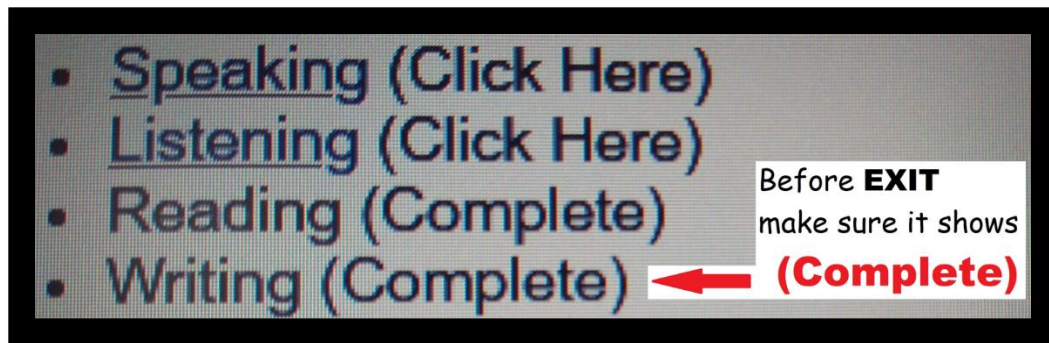 • Speaking (Click Here)
• Listening (Click Here)
• Reading (Complete)
• Writing (Complete)
Before EXIT
make sure it shows
(Complete)